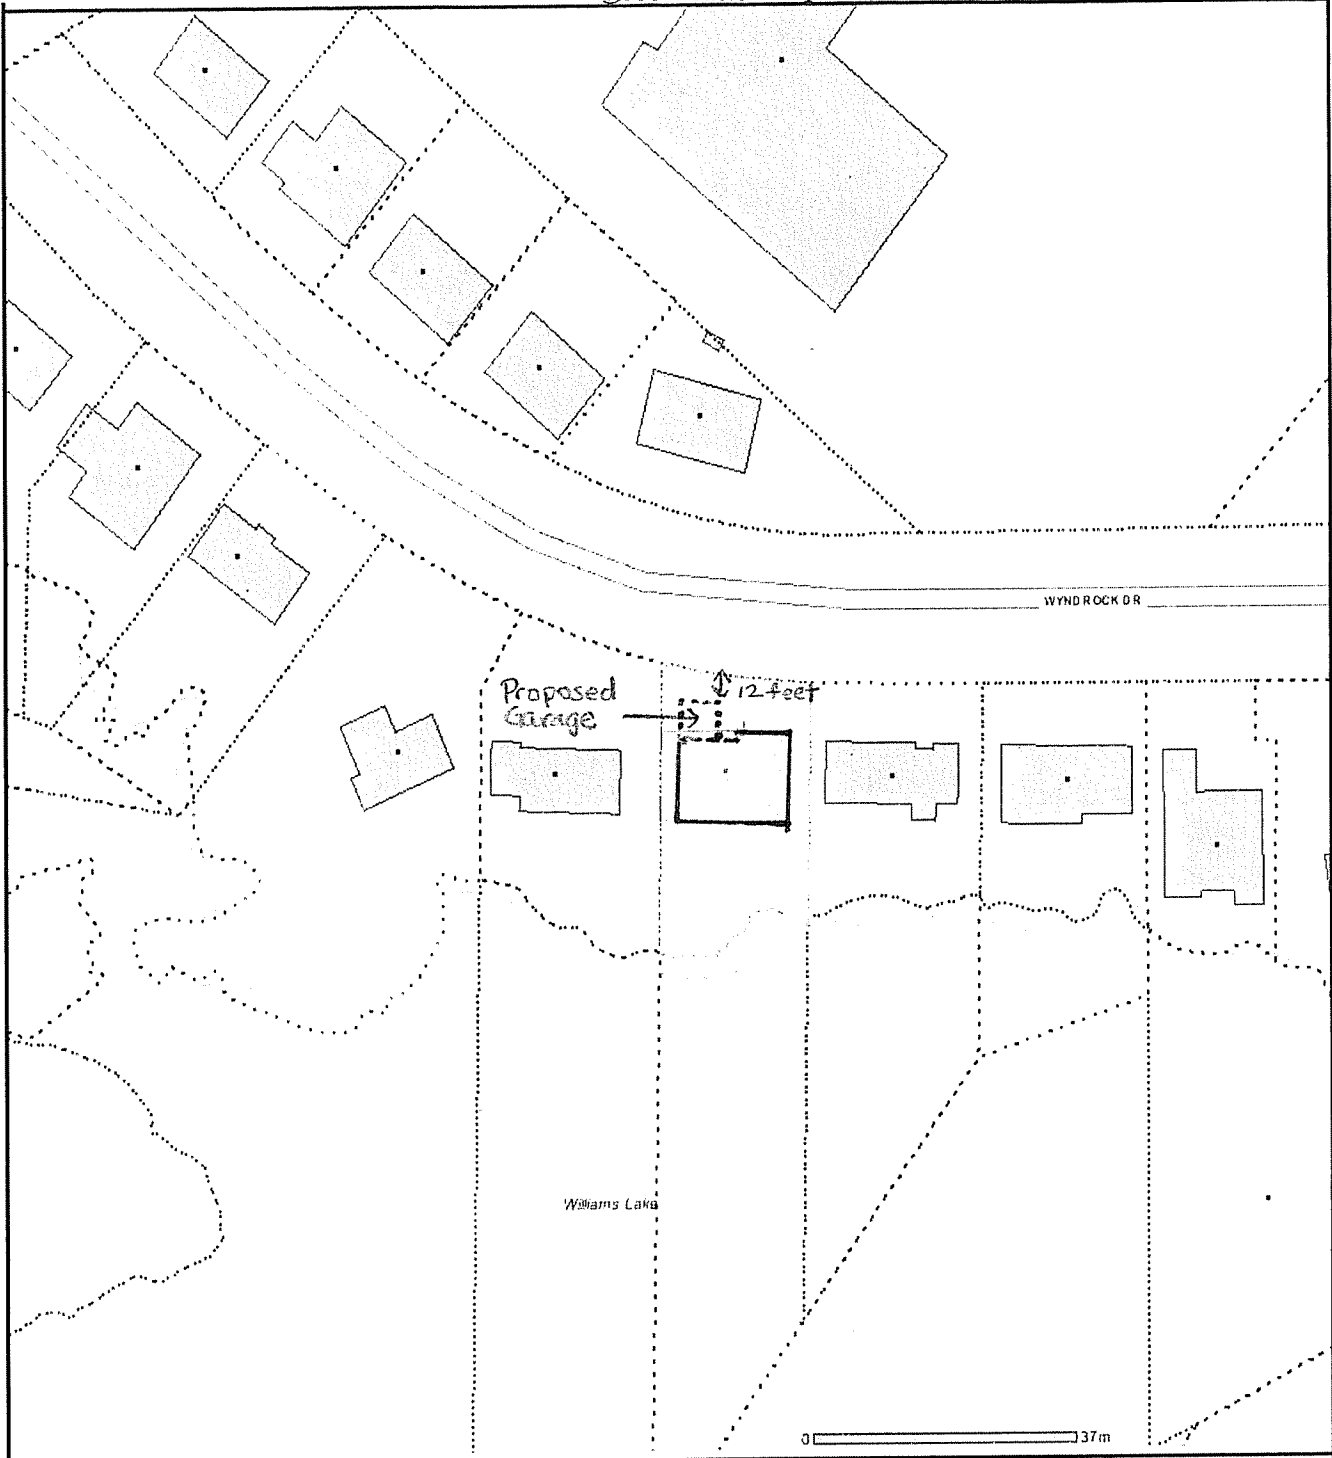 WYNDROCK DR
Proposed
Garage
12 feet
Williams Lake
0 37m